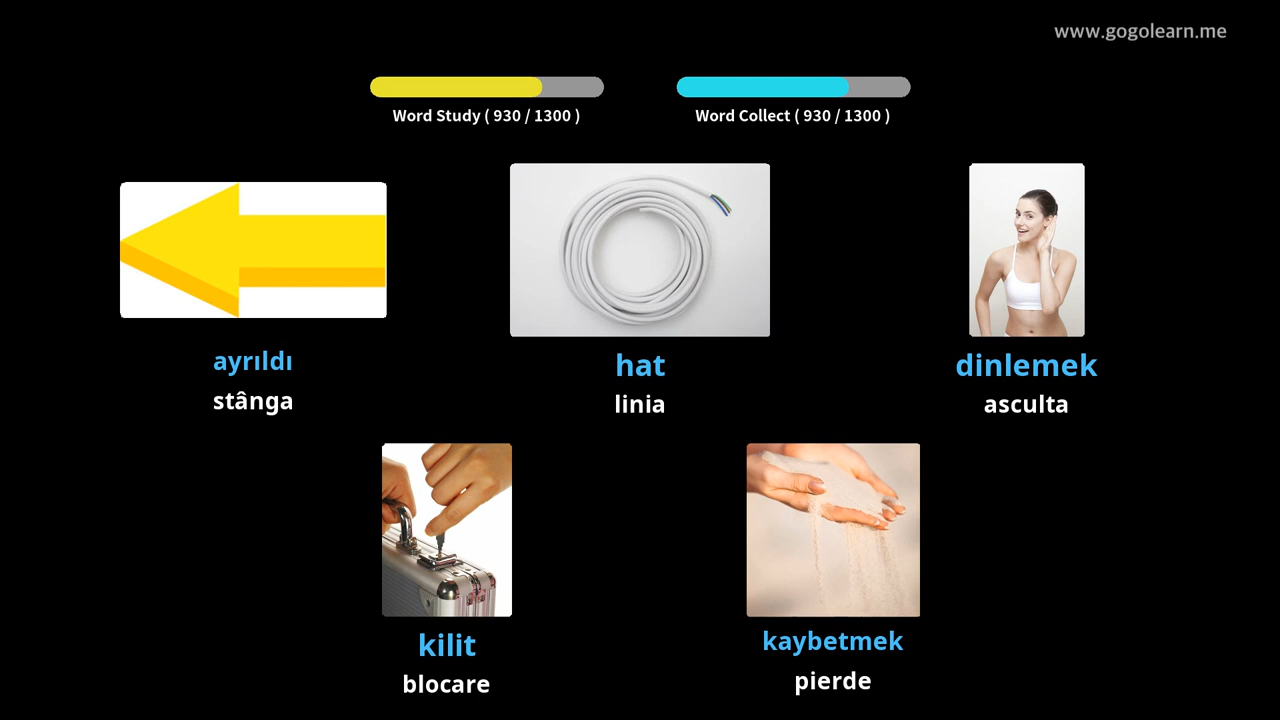 www.gogolearn.me
Word Study ( 930 / 1300 )
Word Collect ( 930 / 1300 )
ayrıldı
stânga
hat
linia
dinlemek
asculta
kilit
blocare
kaybetmek
pierde